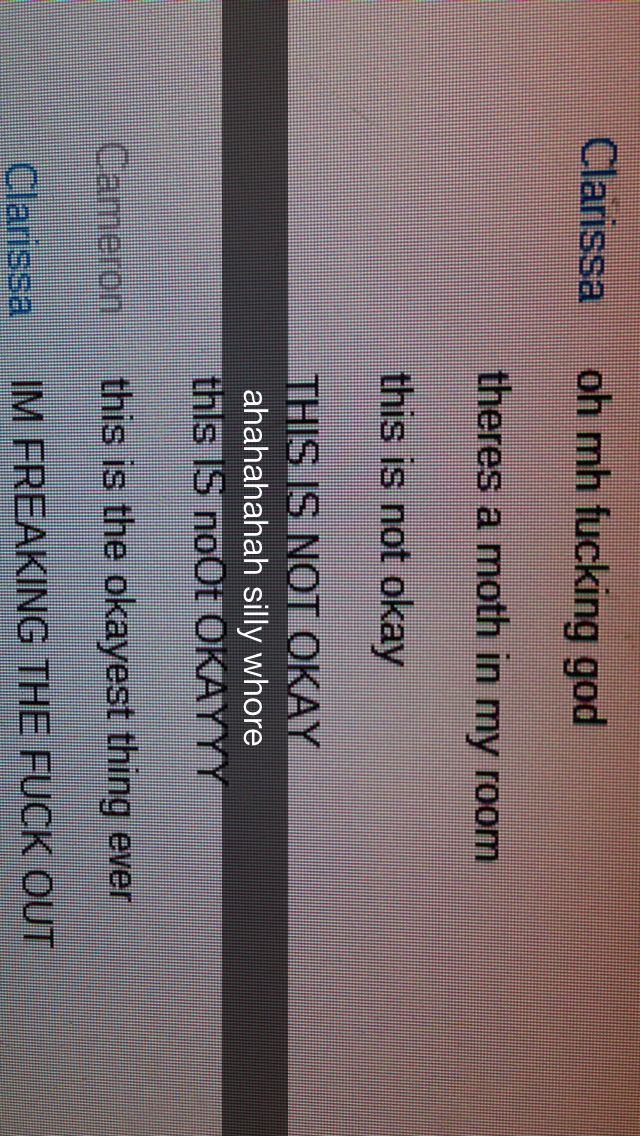 Clarissa oh mh fucking god
theres a moth in my room
this is not okay
THIS IS NOT OKAY
ahahahahah silly whore
thIs IS noOt OKAYYY
Cameron this is the okayest thing ever
Clarissa IM FREAKING THE FUCK OUT